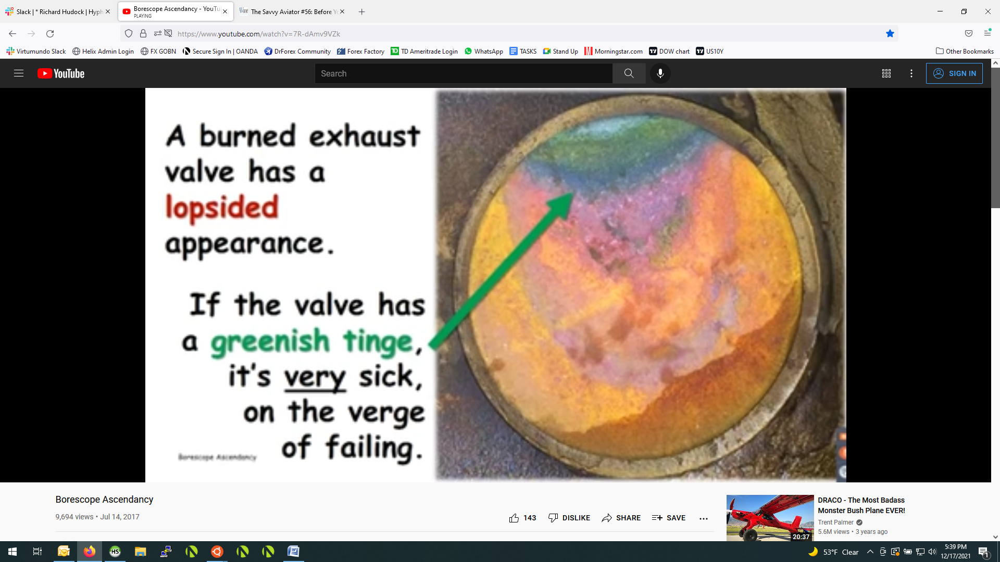 Slack | * Richard Hudock | Hyph
Borescope Ascendancy - YouTu
PLAYING
The Savvy Aviator #56: Before Yo
https://www.youtube.com/watch?v=7R-dAmv9VZk
Virtumundo Slack
Helix Admin Login
FX GOBN
Secure Sign In | OANDA
DrForex Community
Forex Factory
TD Ameritrade Login
WhatsApp
TASKS
Stand Up
Morningstar.com
DOW chart
US10Y
Other Bookmarks
YouTube
Search
SIGN IN
A burned exhaust
valve has a
lopsided
appearance.
If the valve has
a greenish tinge,
it's very sick,
on the verge
of failing.
Borescope Ascendancy
Borescope Ascendancy
9,694 views • Jul 14, 2017
143
DISLIKE
SHARE
SAVE
DRACO - The Most Badass
Monster Bush Plane EVER!
Trent Palmer
5.6M views • 3 years ago
20:37
53°F Clear
5:39 PM
12/17/2021
1